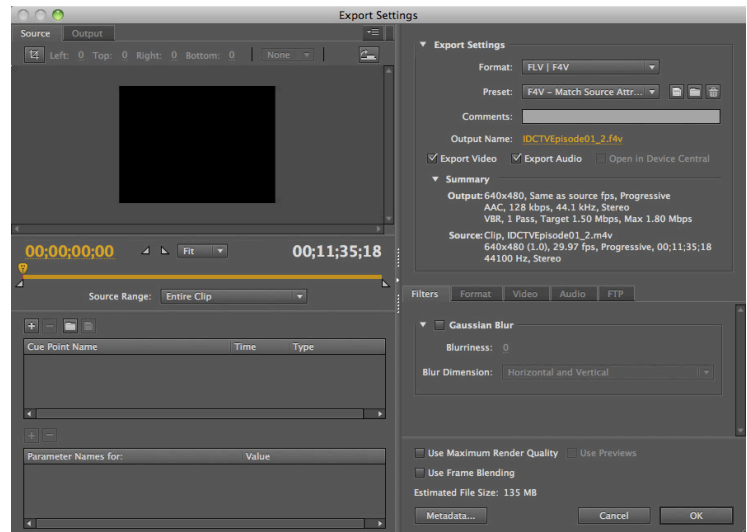 Export Settings
Source Output
Left: 0 Top: 0 Right: 0 Bottom: 0 None
00;00;00;00 Fit 00;11;35;18
Source Range: Entire Clip
Cue Point Name Time Type
Parameter Names for: Value
Export Settings
Format: FLV | F4V
Preset: F4V - Match Source Attr...
Comments:
Output Name: IDCTVEpisode01_2.f4v
Export Video Export Audio Open in Device Central
Summary
Output: 640x480, Same as source fps, Progressive
AAC, 128 kbps, 44.1 kHz, Stereo
VBR, 1 Pass, Target 1.50 Mbps, Max 1.80 Mbps
Source: Clip, IDCTVEpisode01_2.m4v
640x480 (1.0), 29.97 fps, Progressive, 00;11;35;18
44100 Hz, Stereo
Filters Format Video Audio FTP
Gaussian Blur
Blurriness: 0
Blur Dimension: Horizontal and Vertical
Use Maximum Render Quality Use Previews
Use Frame Blending
Estimated File Size: 135 MB
Metadata... Cancel OK